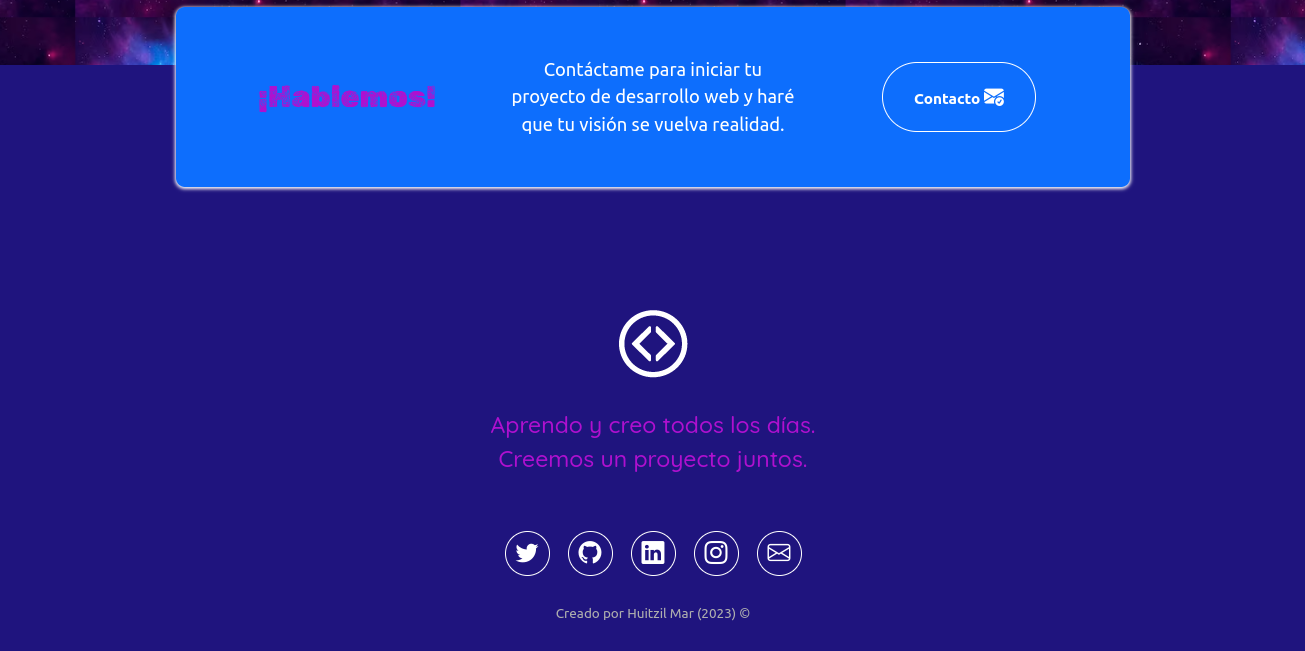 ¡Hablemos!
Contáctame para iniciar tu
proyecto de desarrollo web y haré
que tu visión se vuelva realidad.
Contacto
Aprendo y creo todos los días.
Creemos un proyecto juntos.
Creado por Huitzil Mar (2023) ©